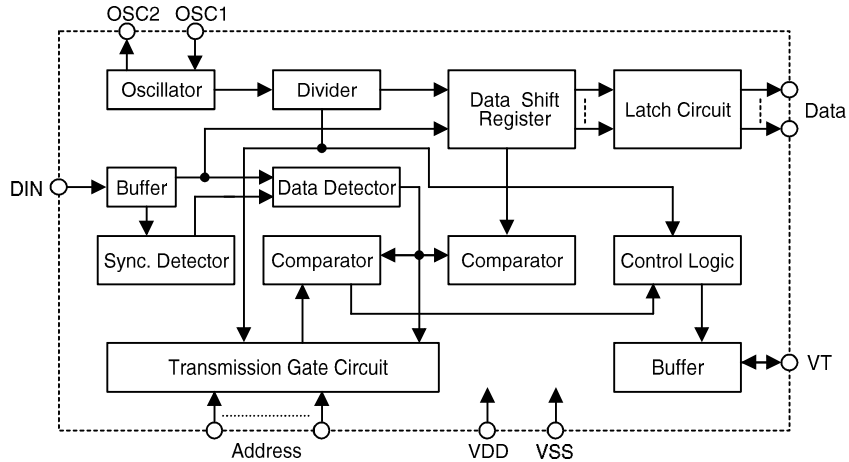 OSC2 OSC1
Oscillator
Divider
Data Shift
Register
Latch Circuit
Data
DIN
Buffer
Data Detector
Sync. Detector
Comparator
Comparator
Control Logic
Transmission Gate Circuit
Buffer
VT
Address
VDD
VSS